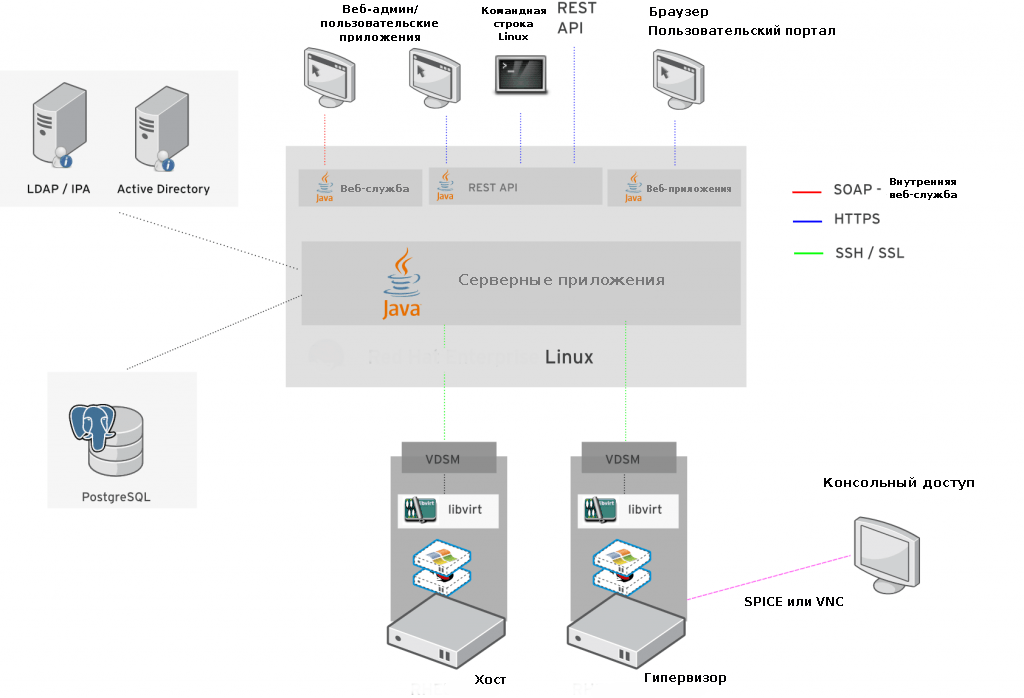 Веб-админ/
пользовательские
приложения
Командная
строка
Linux
REST
API
Браузер
Пользовательский портал
LDAP / IPA
Active Directory
Java
Веб-служба
Java
REST API
Java
Веб-приложения
SOAP - Внутренняя
веб-служба
HTTPS
SSH / SSL
Java
Серверные приложения
Linux
PostgreSQL
VDSM
libvirt
VDSM
libvirt
Консольный доступ
SPICE или VNC
Хост
Гипервизор